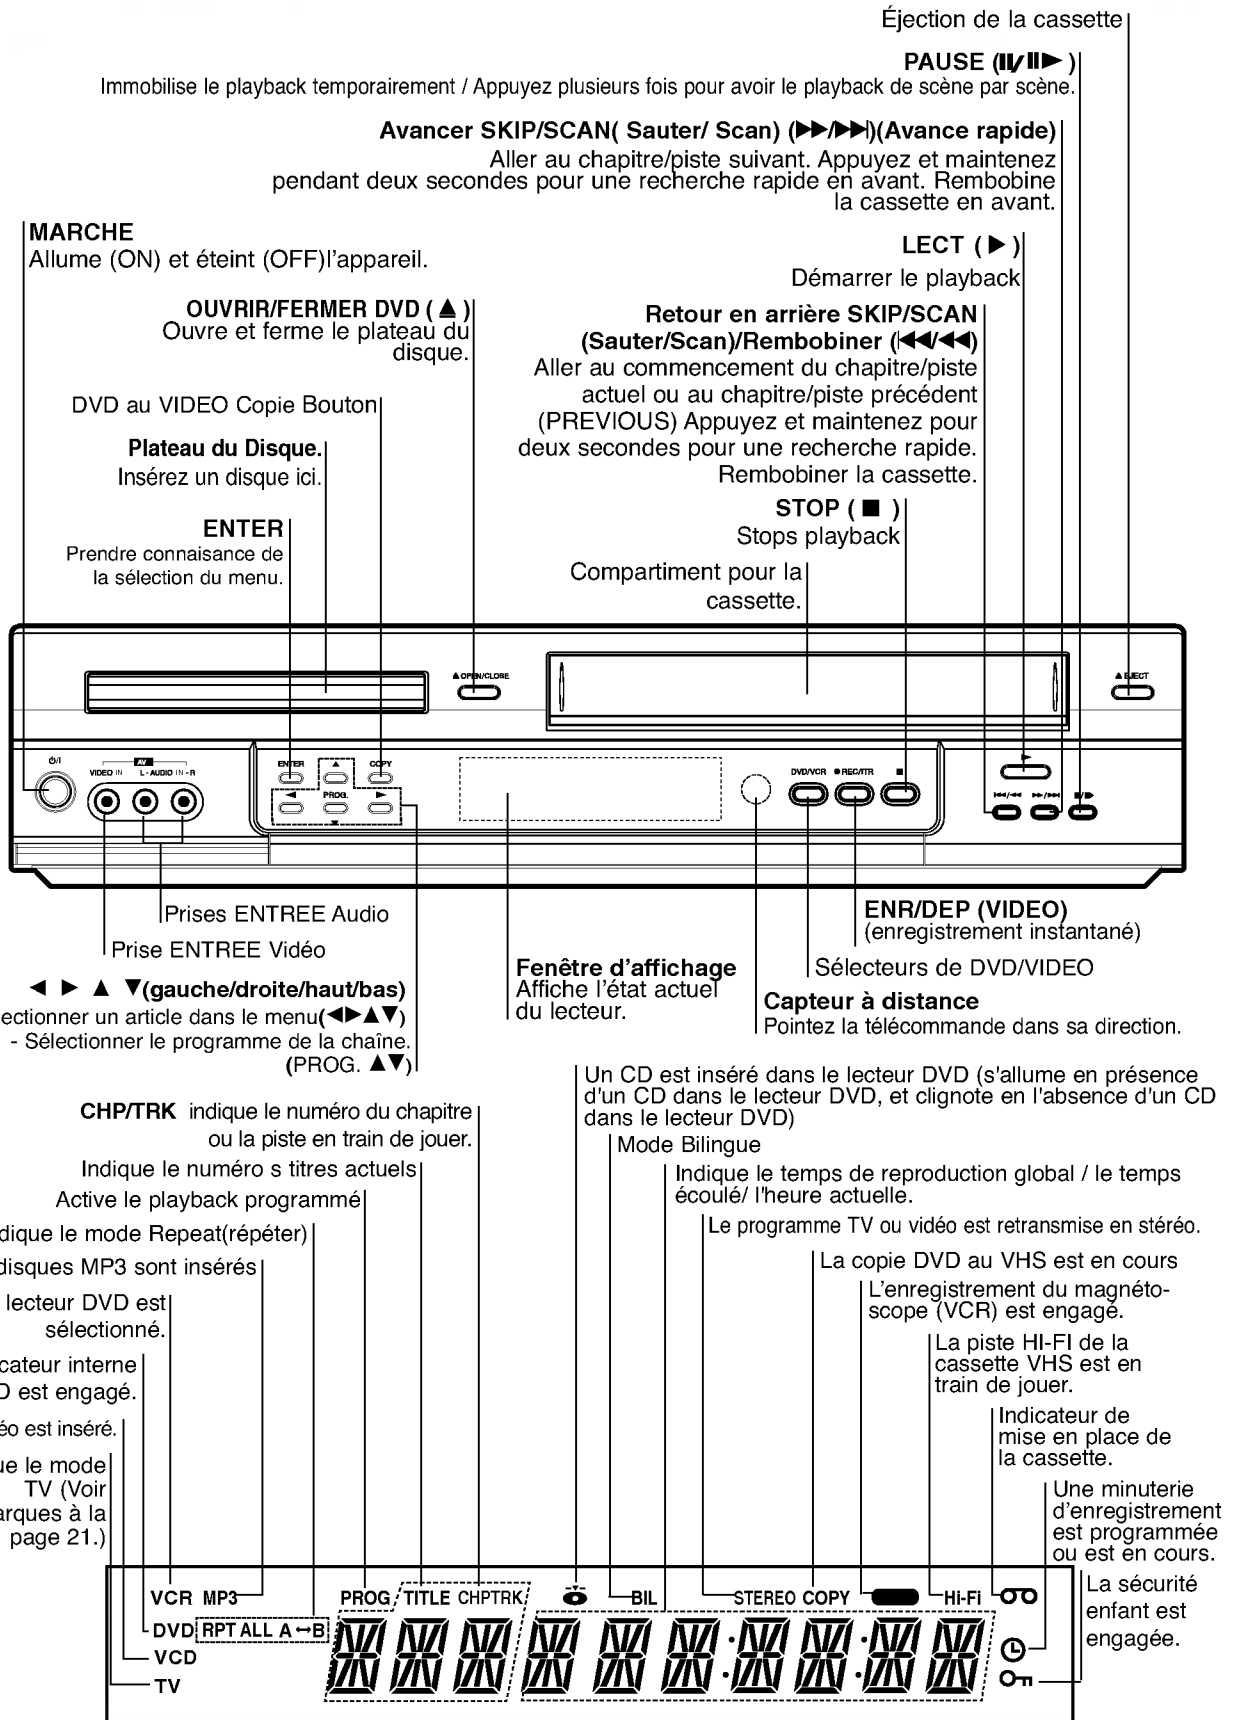 Éjection de la cassette
PAUSE (II/II▶)
Immobilise le playback temporairement / Appuyez plusieurs fois pour avoir le playback de scène par scène.
Avancer SKIP/SCAN( Sauter/ Scan) (▶▶/▶▶|)(Avance rapide)
Aller au chapitre/piste suivant. Appuyez et maintenez
pendant deux secondes pour une recherche rapide en avant. Rembobine
la cassette en avant.
MARCHE
Allume (ON) et éteint (OFF)l'appareil.
LECT ( ▶ )
Démarrer le playback
OUVRIR/FERMER DVD ( ▲ )
Ouvre et ferme le plateau du
disque.
Retour en arrière SKIP/SCAN
(Sauter/Scan)/Rembobiner (|◀◀/◀◀)
Aller au commencement du chapitre/piste
actuel ou au chapitre/piste précédent
(PREVIOUS) Appuyez et maintenez pour
deux secondes pour une recherche rapide.
Rembobiner la cassette.
DVD au VIDEO Copie Bouton
Plateau du Disque.
Insérez un disque ici.
STOP ( ■ )
Stops playback
ENTER
Prendre connaisance de
la sélection du menu.
Compartiment pour la
cassette.
▲ OPEN/CLOSE
▲ EJECT
⏻/I
AV
VIDEO IN L - AUDIO IN - R
ENTER ▲ COPY
◀ PROG. ▶
▼
DVD/VCR ● REC/ITR ■
▶
|◀◀/◀◀ ▶▶/▶▶| II/II▶
Prises ENTREE Audio
Prise ENTREE Vidéo
ENR/DEP (VIDEO)
(enregistrement instantané)
Fenêtre d'affichage
Affiche l'état actuel
du lecteur.
Sélecteurs de DVD/VIDEO
Capteur à distance
Pointez la télécommande dans sa direction.
◀ ▶ ▲ ▼(gauche/droite/haut/bas)
ectionner un article dans le menu(◀▶▲▼)
- Sélectionner le programme de la chaîne.
(PROG. ▲▼)
Un CD est inséré dans le lecteur DVD (s'allume en présence
d'un CD dans le lecteur DVD, et clignote en l'absence d'un CD
dans le lecteur DVD)
CHP/TRK indique le numéro du chapitre
ou la piste en train de jouer.
Mode Bilingue
Indique le numéro s titres actuels
Indique le temps de reproduction global / le temps
écoulé/ l'heure actuelle.
Active le playback programmé
Le programme TV ou vidéo est retransmise en stéréo.
dique le mode Repeat(répéter)
La copie DVD au VHS est en cours
disques MP3 sont insérés
L'enregistrement du magnéto-
scope (VCR) est engagé.
lecteur DVD est
sélectionné.
La piste HI-FI de la
cassette VHS est en
train de jouer.
cateur interne
D est engagé.
Indicateur de
mise en place de
la cassette.
éo est inséré.
ue le mode
TV (Voir
arques à la
page 21.)
Une minuterie
d'enregistrement
est programmée
ou est en cours.
La sécurité
enfant est
engagée.
VCR MP3 PROG TITLE CHPTRK BIL STEREO COPY Hi-Fi
DVD RPT ALL A↔B
VCD
TV